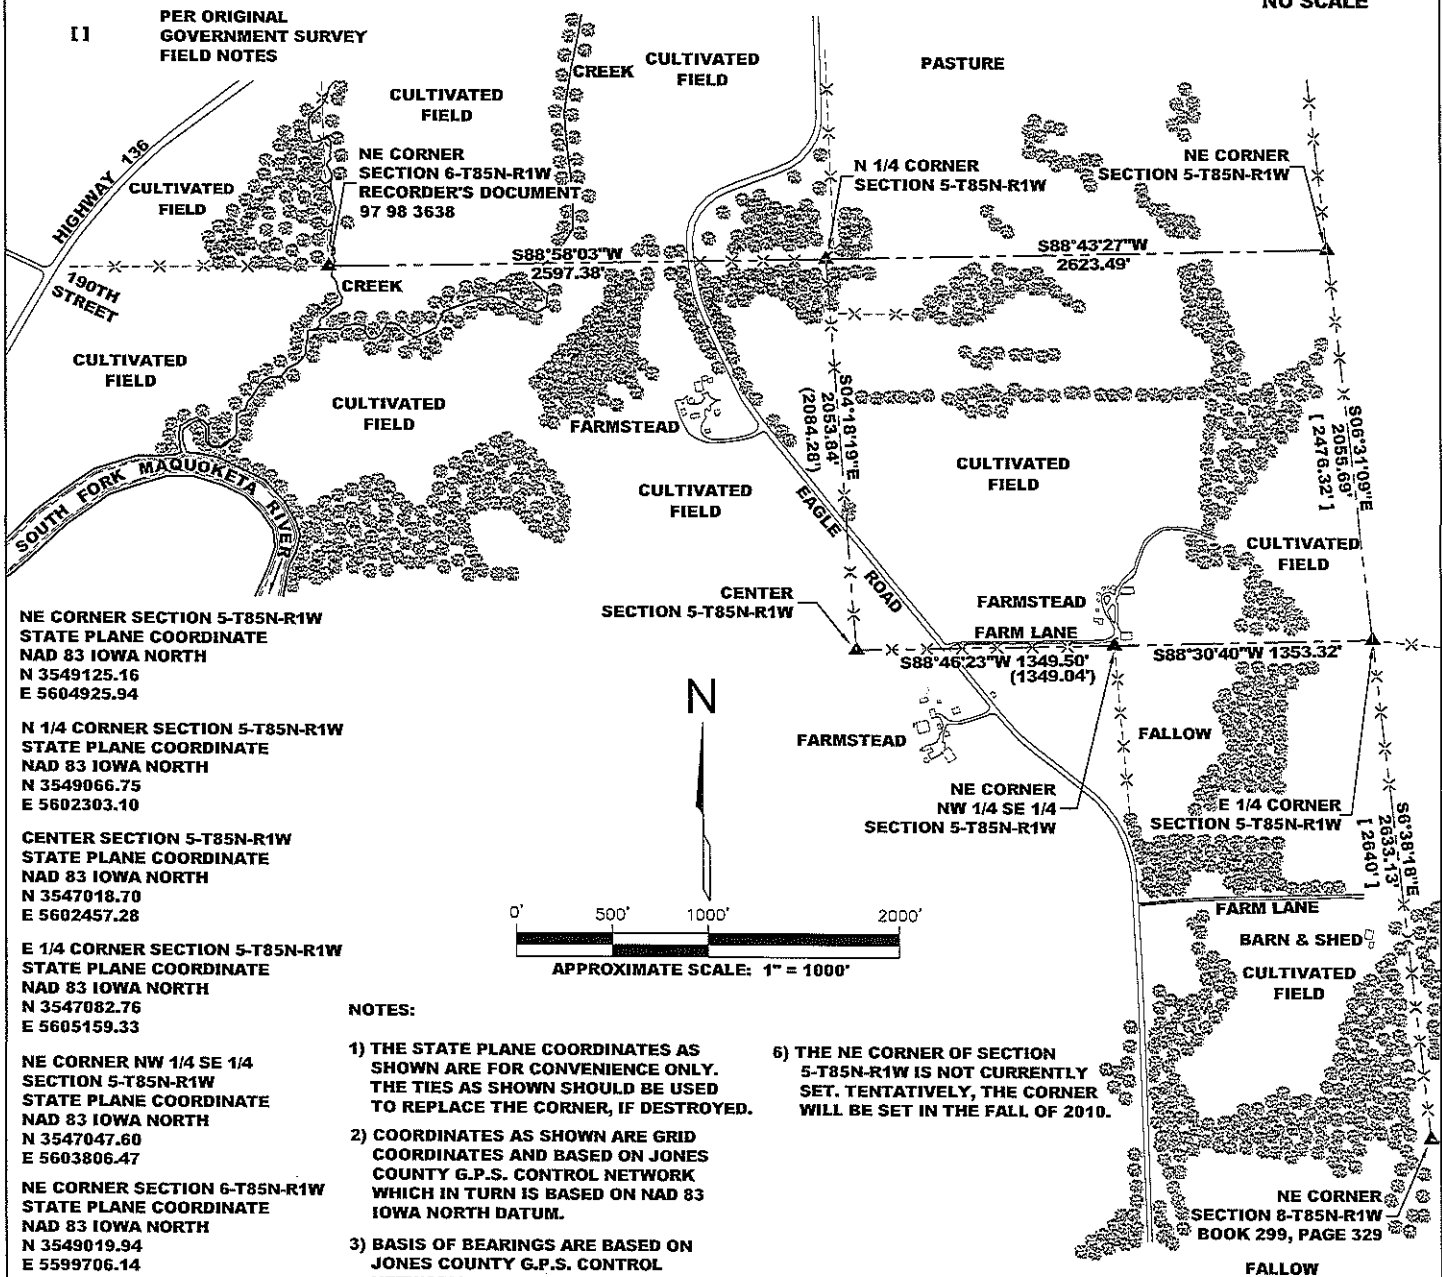 NO SCALE
[ ]
PER ORIGINAL
GOVERNMENT SURVEY
FIELD NOTES
CULTIVATED
FIELD
CREEK
CULTIVATED
FIELD
PASTURE
HIGHWAY 136
CULTIVATED
FIELD
NE CORNER
SECTION 6-T85N-R1W
RECORDER'S DOCUMENT
97 98 3638
N 1/4 CORNER
SECTION 5-T85N-R1W
NE CORNER
SECTION 5-T85N-R1W
S88°58'03"W
2597.38'
S88°43'27"W
2623.49'
190TH
STREET
CREEK
CULTIVATED
FIELD
CULTIVATED
FIELD
FARMSTEAD
S04°18'19"E
2053.84'
(2084.28')
S06°31'09"E
2055.69'
[ 2476.32' ]
SOUTH FORK MAQUOKETA RIVER
CULTIVATED
FIELD
CULTIVATED
FIELD
EAGLE ROAD
CULTIVATED
FIELD
CENTER
SECTION 5-T85N-R1W
FARMSTEAD
FARM LANE
S88°46'23"W 1349.50'
(1349.04')
S88°30'40"W 1353.32'
N
FARMSTEAD
FALLOW
NE CORNER
NW 1/4 SE 1/4
SECTION 5-T85N-R1W
E 1/4 CORNER
SECTION 5-T85N-R1W
S6°38'18"E
2633.13'
[ 2640' ]
FARM LANE
BARN & SHED
CULTIVATED
FIELD
NE CORNER
SECTION 8-T85N-R1W
BOOK 299, PAGE 329
FALLOW
NE CORNER SECTION 5-T85N-R1W
STATE PLANE COORDINATE
NAD 83 IOWA NORTH
N 3549125.16
E 5604925.94
N 1/4 CORNER SECTION 5-T85N-R1W
STATE PLANE COORDINATE
NAD 83 IOWA NORTH
N 3549066.75
E 5602303.10
CENTER SECTION 5-T85N-R1W
STATE PLANE COORDINATE
NAD 83 IOWA NORTH
N 3547018.70
E 5602457.28
E 1/4 CORNER SECTION 5-T85N-R1W
STATE PLANE COORDINATE
NAD 83 IOWA NORTH
N 3547082.76
E 5605159.33
NE CORNER NW 1/4 SE 1/4
SECTION 5-T85N-R1W
STATE PLANE COORDINATE
NAD 83 IOWA NORTH
N 3547047.60
E 5603806.47
NE CORNER SECTION 6-T85N-R1W
STATE PLANE COORDINATE
NAD 83 IOWA NORTH
N 3549019.94
E 5599706.14
0' 500' 1000' 2000'
APPROXIMATE SCALE: 1" = 1000'
NOTES:
1) THE STATE PLANE COORDINATES AS
SHOWN ARE FOR CONVENIENCE ONLY.
THE TIES AS SHOWN SHOULD BE USED
TO REPLACE THE CORNER, IF DESTROYED.
2) COORDINATES AS SHOWN ARE GRID
COORDINATES AND BASED ON JONES
COUNTY G.P.S. CONTROL NETWORK
WHICH IN TURN IS BASED ON NAD 83
IOWA NORTH DATUM.
3) BASIS OF BEARINGS ARE BASED ON
JONES COUNTY G.P.S. CONTROL
6) THE NE CORNER OF SECTION
5-T85N-R1W IS NOT CURRENTLY
SET. TENTATIVELY, THE CORNER
WILL BE SET IN THE FALL OF 2010.